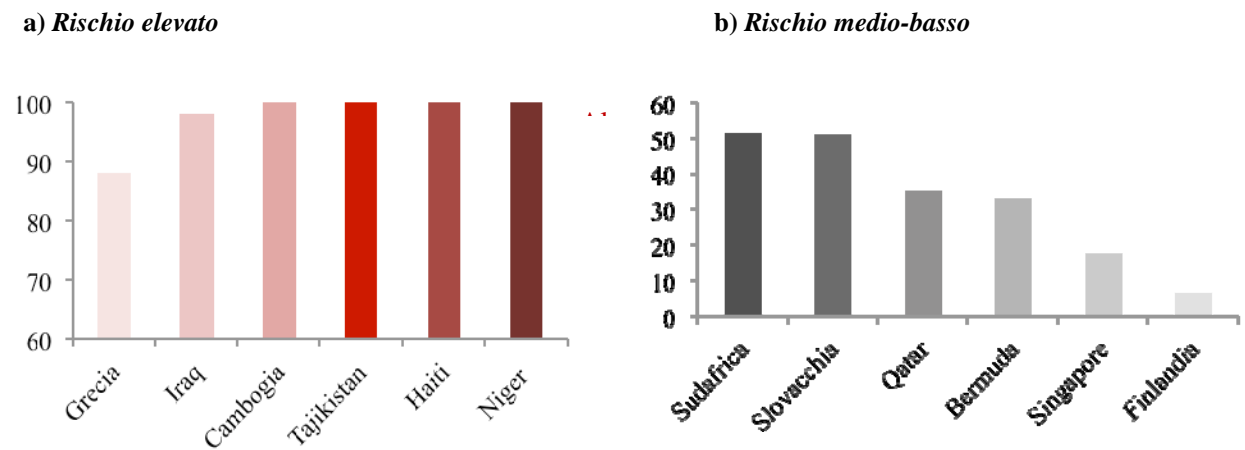 a) Rischio elevato
100
90
80
70
60
Grecia
Iraq
Cambogia
Tajikistan
Haiti
Niger
b) Rischio medio-basso
60
50
40
30
20
10
0
Sudafrica
Slovacchia
Qatar
Bermuda
Singapore
Finlandia